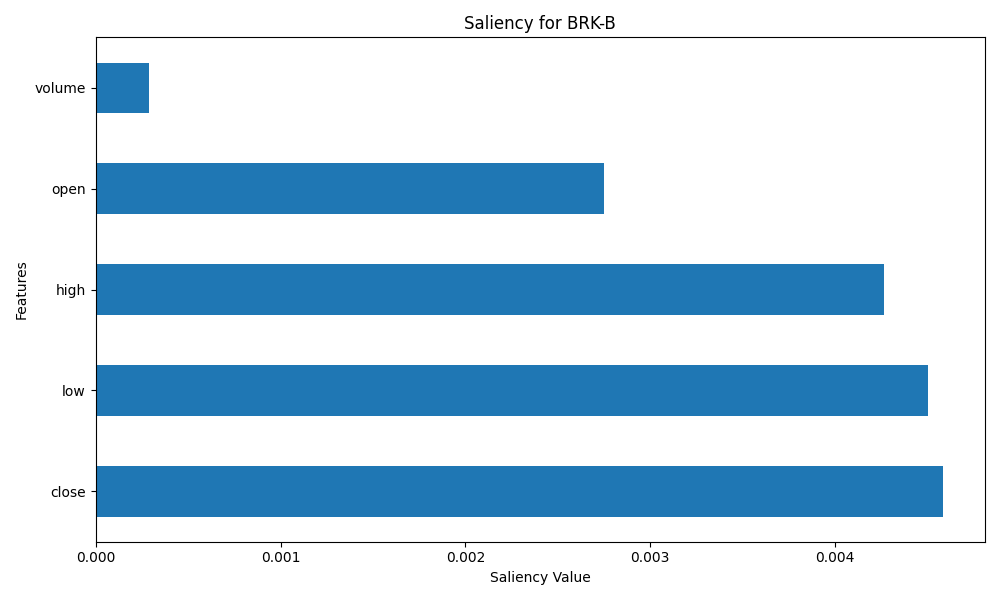 Saliency for BRK-B
Features
volume
open
high
low
close
0.000 0.001 0.002 0.003 0.004
Saliency Value